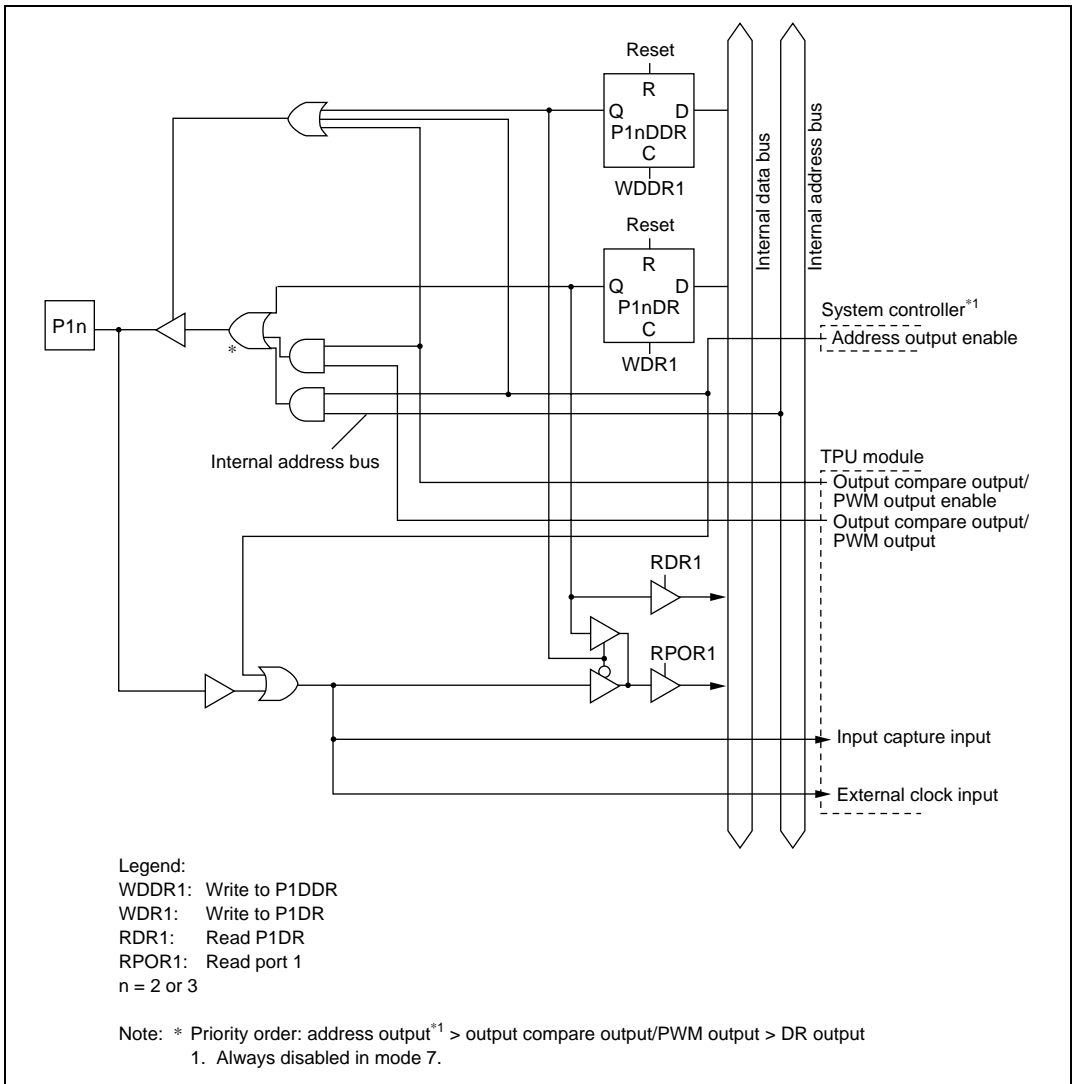 Reset
R
Q D
P1nDDR
C
WDDR1
Reset
R
Q D
P1nDR
C
WDR1
Internal data bus
Internal address bus
P1n
*
System controller*1
Address output enable
Internal address bus
TPU module
Output compare output/
PWM output enable
Output compare output/
PWM output
RDR1
RPOR1
Input capture input
External clock input
Legend:
WDDR1: Write to P1DDR
WDR1: Write to P1DR
RDR1: Read P1DR
RPOR1: Read port 1
n = 2 or 3
Note: * Priority order: address output*1 > output compare output/PWM output > DR output
1. Always disabled in mode 7.